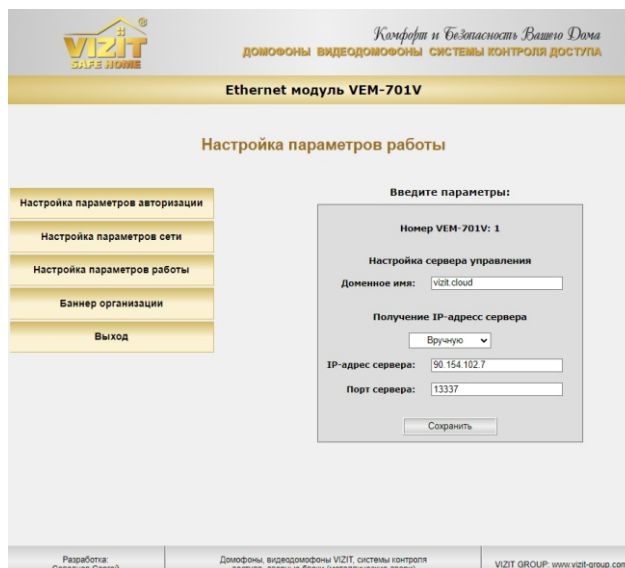 VIZIT
SAFE HOME
Комфорт и Безопасность Вашего Дома
ДОМОФОНЫ ВИДЕОДОМОФОНЫ СИСТЕМЫ КОНТРОЛЯ ДОСТУПА
Ethernet модуль VEM-701V
Настройка параметров работы
Настройка параметров авторизации
Настройка параметров сети
Настройка параметров работы
Баннер организации
Выход
Введите параметры:
Номер VEM-701V: 1
Настройка сервера управления
Доменное имя: vizit.cloud
Получение IP-адресс сервера
Вручную
IP-адрес сервера: 90.154.102.7
Порт сервера: 13337
Сохранить
Разработка:
Домофоны, видеодомофоны VIZIT, системы контроля
VIZIT GROUP: www.vizit-group.com